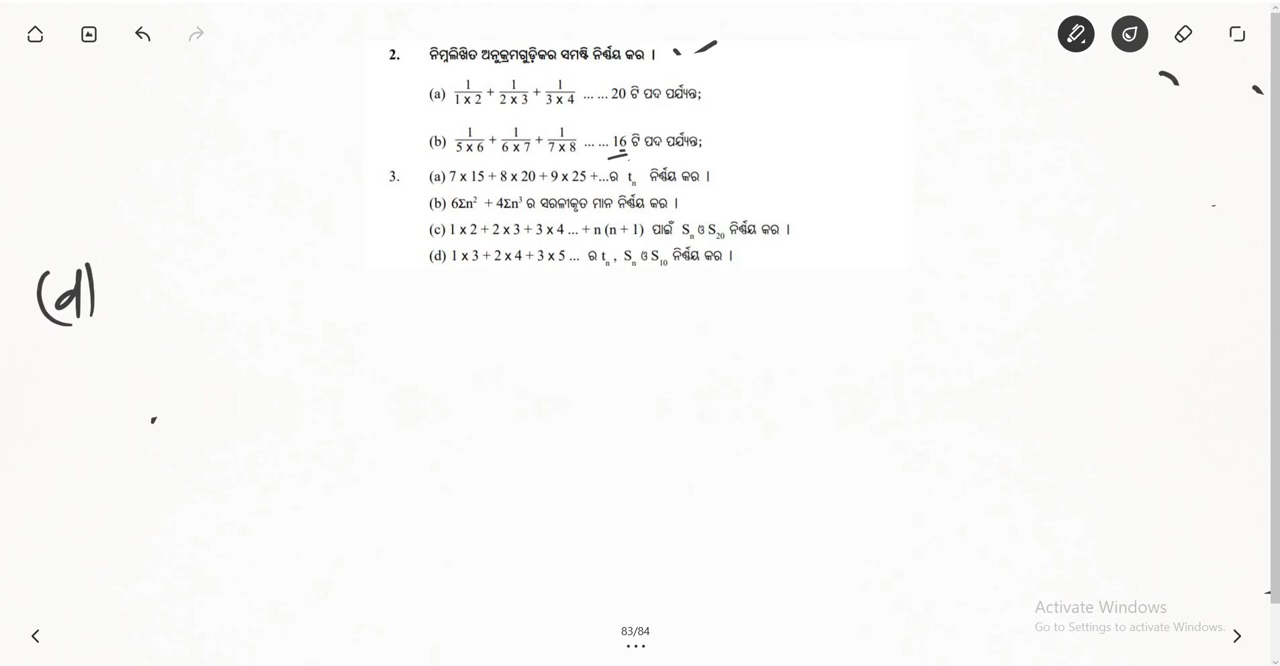 2. ନିମ୍ନଲିଖିତ ଅନୁକ୍ରମଗୁଡ଼ିକର ସମଷ୍ଟି ନିର୍ଣ୍ଣୟ କର ।
(a) 1/(1 x 2) + 1/(2 x 3) + 1/(3 x 4) ... ... 20 ଟି ପଦ ପର୍ଯ୍ୟନ୍ତ;
(b) 1/(5 x 6) + 1/(6 x 7) + 1/(7 x 8) ... ... 16 ଟି ପଦ ପର୍ଯ୍ୟନ୍ତ;
3. (a) 7 x 15 + 8 x 20 + 9 x 25 +...ର tₙ ନିର୍ଣ୍ଣୟ କର ।
(b) 6Σn² + 4Σn³ ର ସରଳୀକୃତ ମାନ ନିର୍ଣ୍ଣୟ କର ।
(c) 1 x 2 + 2 x 3 + 3 x 4 ... + n (n + 1) ପାଇଁ Sₙ ଓ S₂₀ ନିର୍ଣ୍ଣୟ କର ।
(d) 1 x 3 + 2 x 4 + 3 x 5 ... ର tₙ , Sₙ ଓ S₁₀ ନିର୍ଣ୍ଣୟ କର ।
(d)
Activate Windows
Go to Settings to activate Windows.
83/84